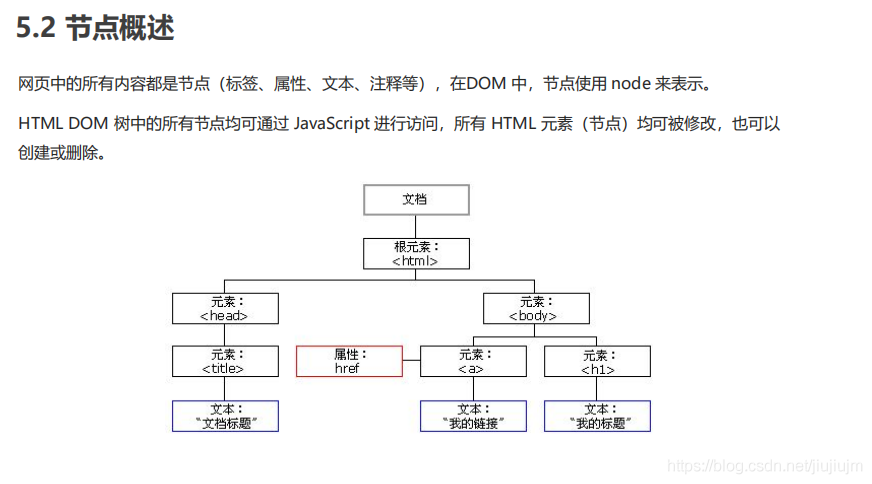 5.2 节点概述
网页中的所有内容都是节点（标签、属性、文本、注释等），在DOM 中，节点使用 node 来表示。
HTML DOM 树中的所有节点均可通过 JavaScript 进行访问，所有 HTML 元素（节点）均可被修改，也可以
创建或删除。
文档
根元素：
<html>
元素：
<head>
元素：
<body>
元素：
<title>
属性：
href
元素：
<a>
元素：
<h1>
文本：
“文档标题”
文本：
“我的链接”
文本：
“我的标题”
https://blog.csdn.net/jiujiujm